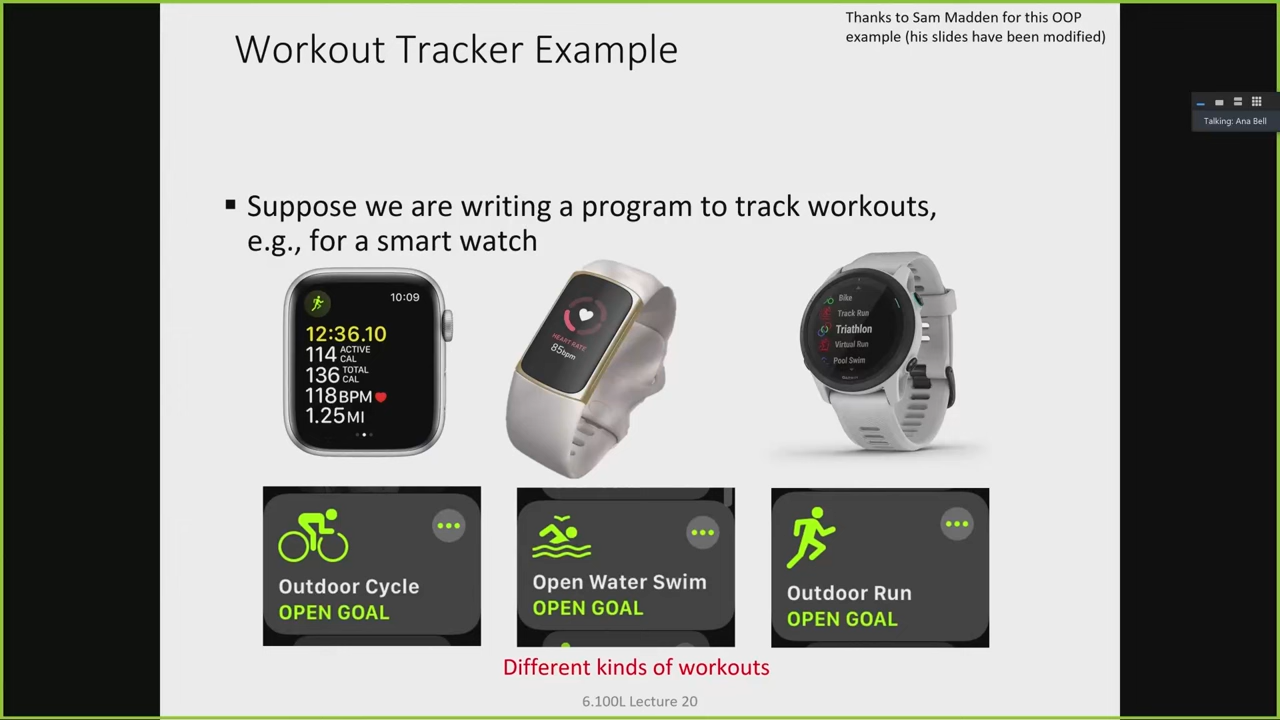 Thanks to Sam Madden for this OOP
example (his slides have been modified)
Workout Tracker Example
Talking: Ana Bell
▪ Suppose we are writing a program to track workouts,
e.g., for a smart watch
10:09
12:36.10
114 ACTIVE CAL
136 TOTAL CAL
118BPM
1.25MI
HEART RATE
85bpm
Bike
Track Run
Triathlon
Virtual Run
Pool Swim
Outdoor Cycle
OPEN GOAL
Open Water Swim
OPEN GOAL
Outdoor Run
OPEN GOAL
Different kinds of workouts
6.100L Lecture 20